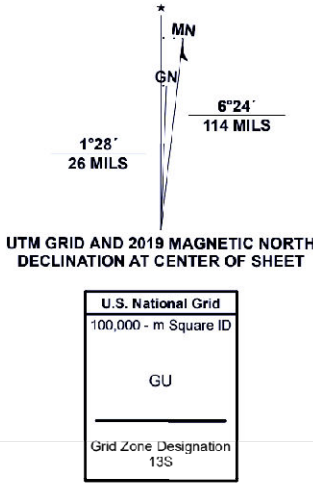 ★
MN
GN
6°24´
114 MILS
1°28´
26 MILS
UTM GRID AND 2019 MAGNETIC NORTH
DECLINATION AT CENTER OF SHEET
U.S. National Grid
100,000 - m Square ID
GU
Grid Zone Designation
13S